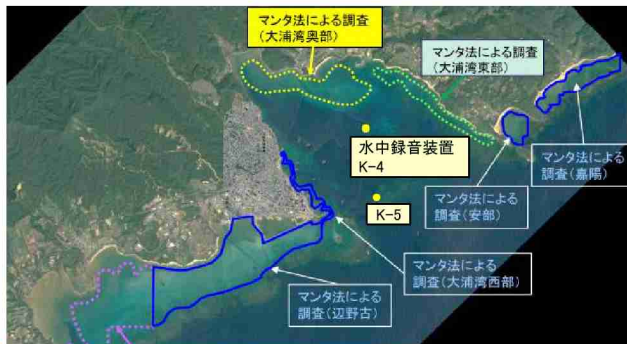 マンタ法による調査
(大浦湾奥部)
マンタ法による調査
(大浦湾東部)
水中録音装置
K-4
マンタ法による
調査(嘉陽)
マンタ法による
調査(安部)
K-5
マンタ法による
調査(大浦湾西部)
マンタ法による
調査(辺野古)